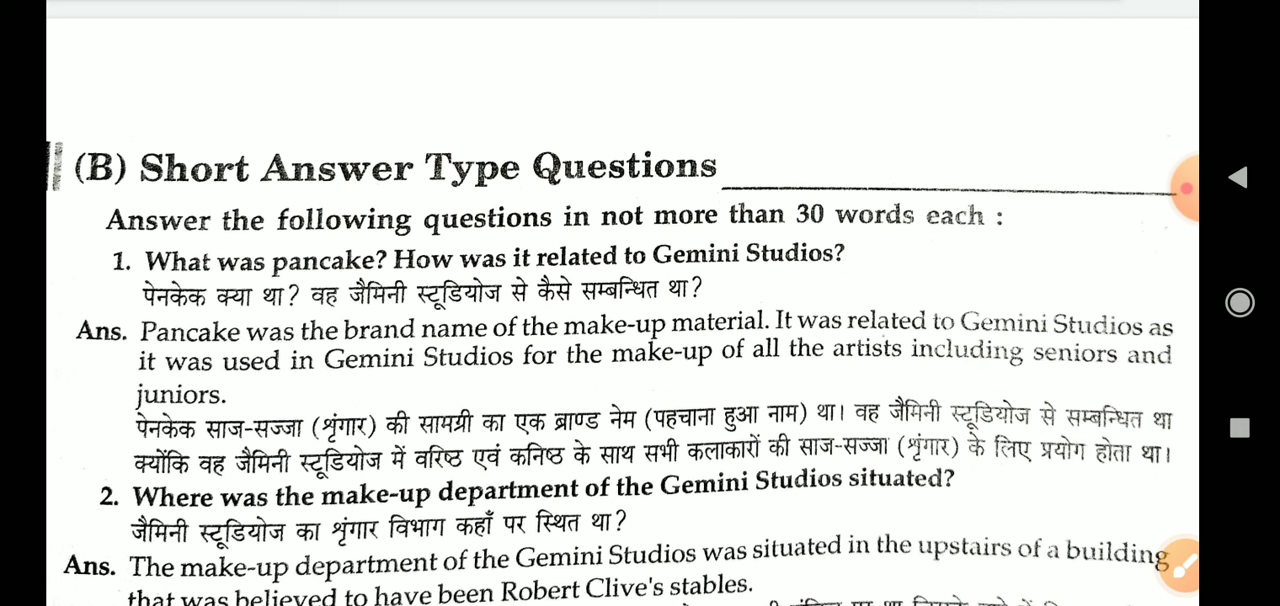 (B) Short Answer Type Questions
Answer the following questions in not more than 30 words each :
1. What was pancake? How was it related to Gemini Studios?
पेनकेक क्या था? वह जैमिनी स्टूडियोज से कैसे सम्बन्धित था?
Ans. Pancake was the brand name of the make-up material. It was related to Gemini Studios as
it was used in Gemini Studios for the make-up of all the artists including seniors and
juniors.
पेनकेक साज-सज्जा (शृंगार) की सामग्री का एक ब्राण्ड नेम (पहचाना हुआ नाम) था। वह जैमिनी स्टूडियोज से सम्बन्धित था
क्योंकि वह जैमिनी स्टूडियोज में वरिष्ठ एवं कनिष्ठ के साथ सभी कलाकारों की साज-सज्जा (शृंगार) के लिए प्रयोग होता था।
2. Where was the make-up department of the Gemini Studios situated?
जैमिनी स्टूडियोज का शृंगार विभाग कहाँ पर स्थित था?
Ans. The make-up department of the Gemini Studios was situated in the upstairs of a building
that was believed to have been Robert Clive's stables.